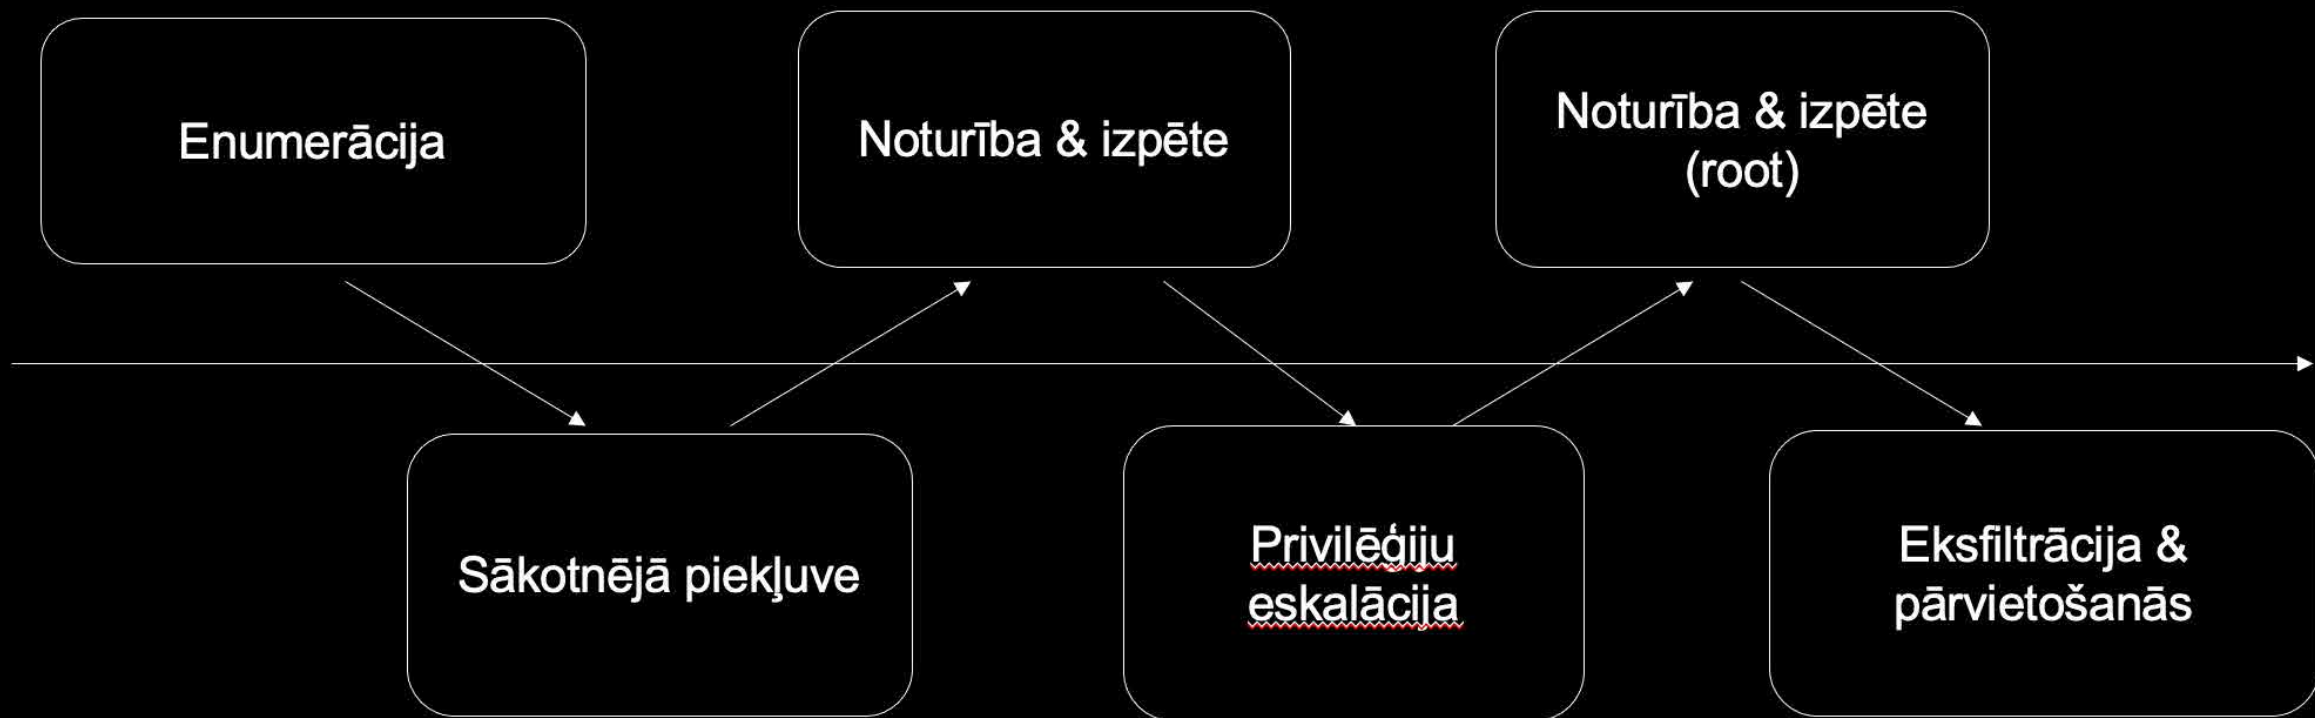 Enumerācija
Sākotnējā piekļuve
Noturība & izpēte
Privilēģiju
eskalācija
Noturība & izpēte
(root)
Eksfiltrācija &
pārvietošanās